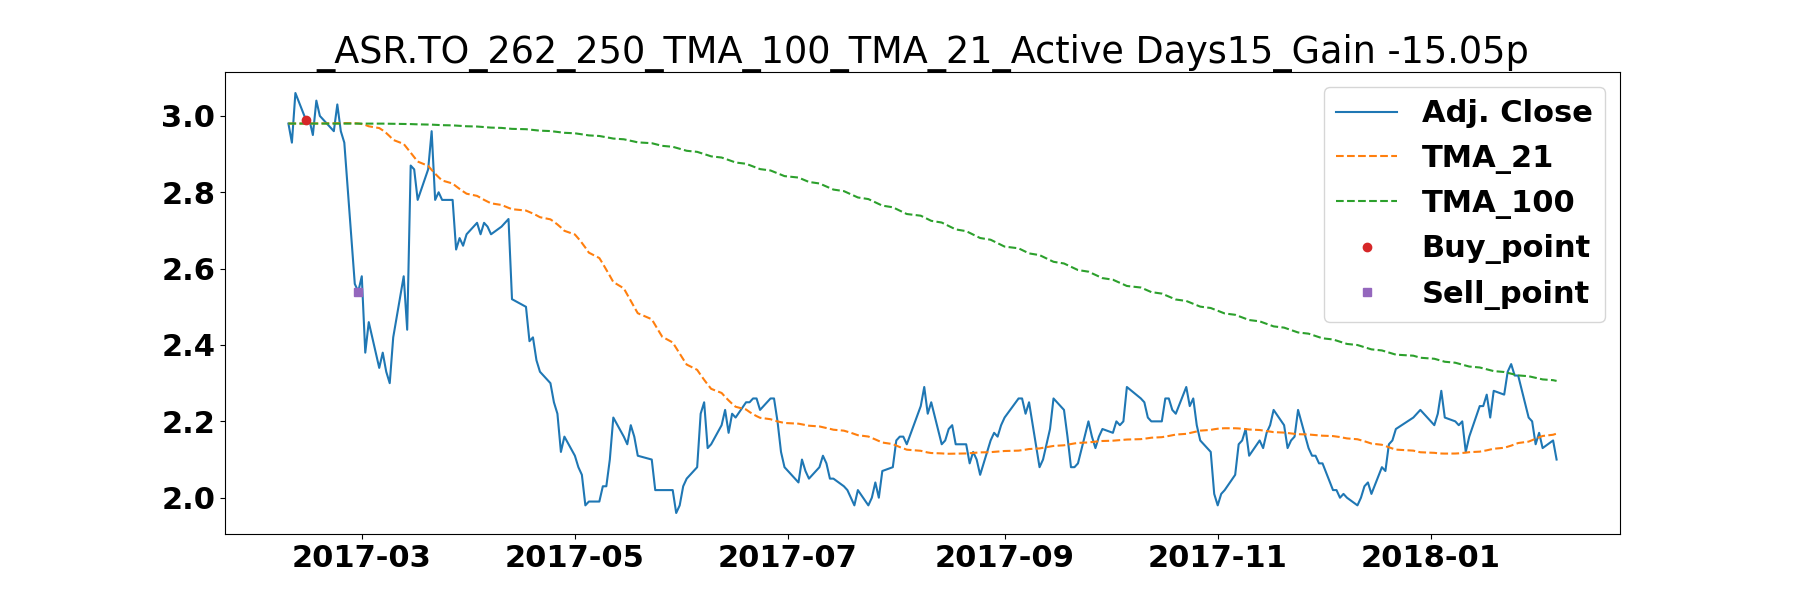 _ASR.TO_262_250_TMA_100_TMA_21_Active Days15_Gain -15.05p
3.0
2.8
2.6
2.4
2.2
2.0
Adj. Close
TMA_21
TMA_100
Buy_point
Sell_point
2017-03 2017-05 2017-07 2017-09 2017-11 2018-01